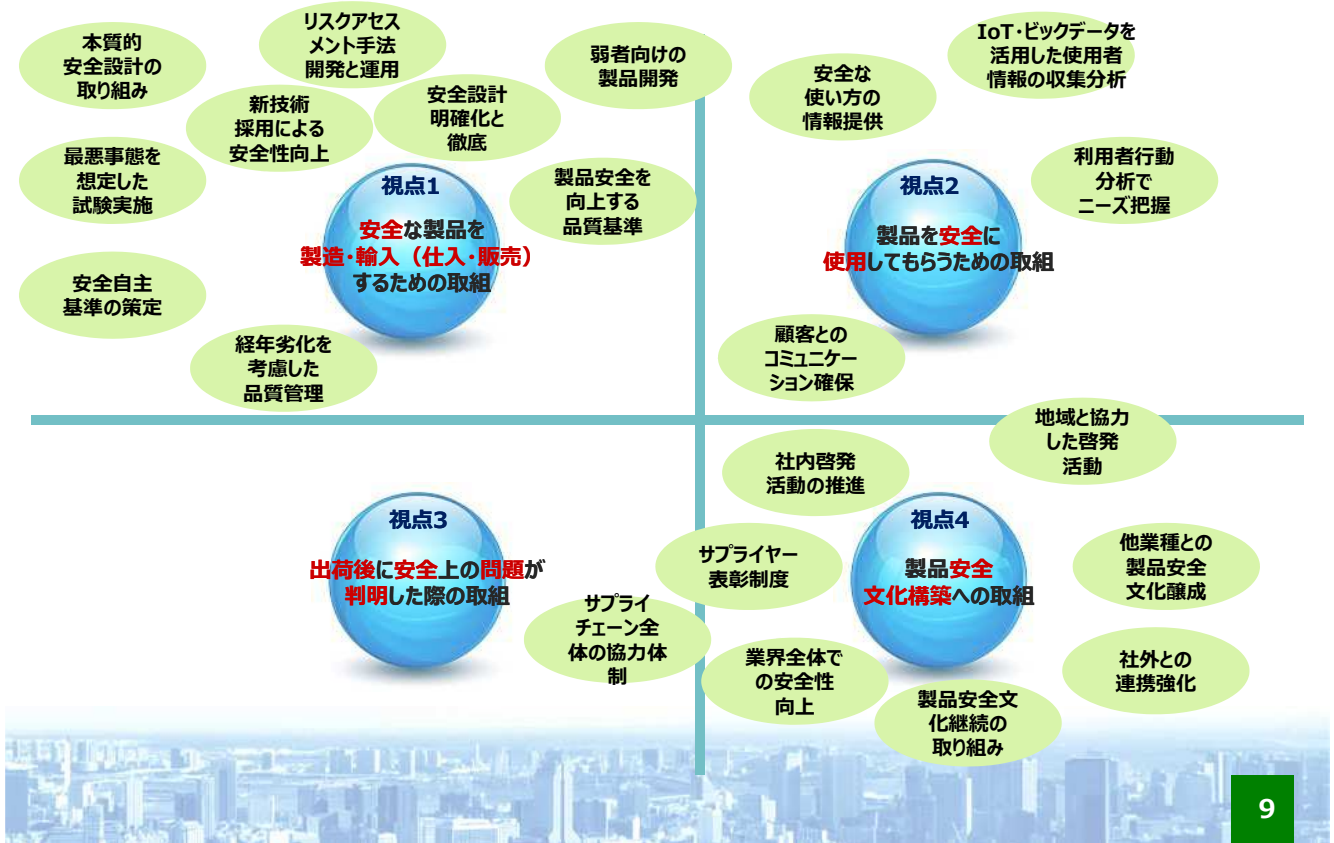 本質的
安全設計の
取り組み
リスクアセス
メント手法
開発と運用
新技術
採用による
安全性向上
安全設計
明確化と
徹底
弱者向けの
製品開発
最悪事態を
想定した
試験実施
製品安全を
向上する
品質基準
視点1
安全な製品を
製造・輸入（仕入・販売）
するための取組
安全自主
基準の策定
経年劣化を
考慮した
品質管理
安全な
使い方の
情報提供
IoT・ビックデータを
活用した使用者
情報の収集分析
利用者行動
分析で
ニーズ把握
視点2
製品を安全に
使用してもらうための取組
顧客との
コミュニケー
ション確保
視点3
出荷後に安全上の問題が
判明した際の取組
サプライ
チェーン全
体の協力体
制
社内啓発
活動の推進
地域と協力
した啓発
活動
サプライヤー
表彰制度
視点4
製品安全
文化構築への取組
他業種との
製品安全
文化醸成
業界全体で
の安全性
向上
製品安全文
化継続の
取り組み
社外との
連携強化
9